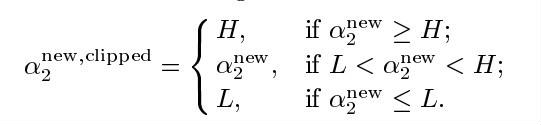 α₂^{new,clipped} = { H, if α₂^{new} ≥ H;
α₂^{new}, if L < α₂^{new} < H;
L, if α₂^{new} ≤ L.